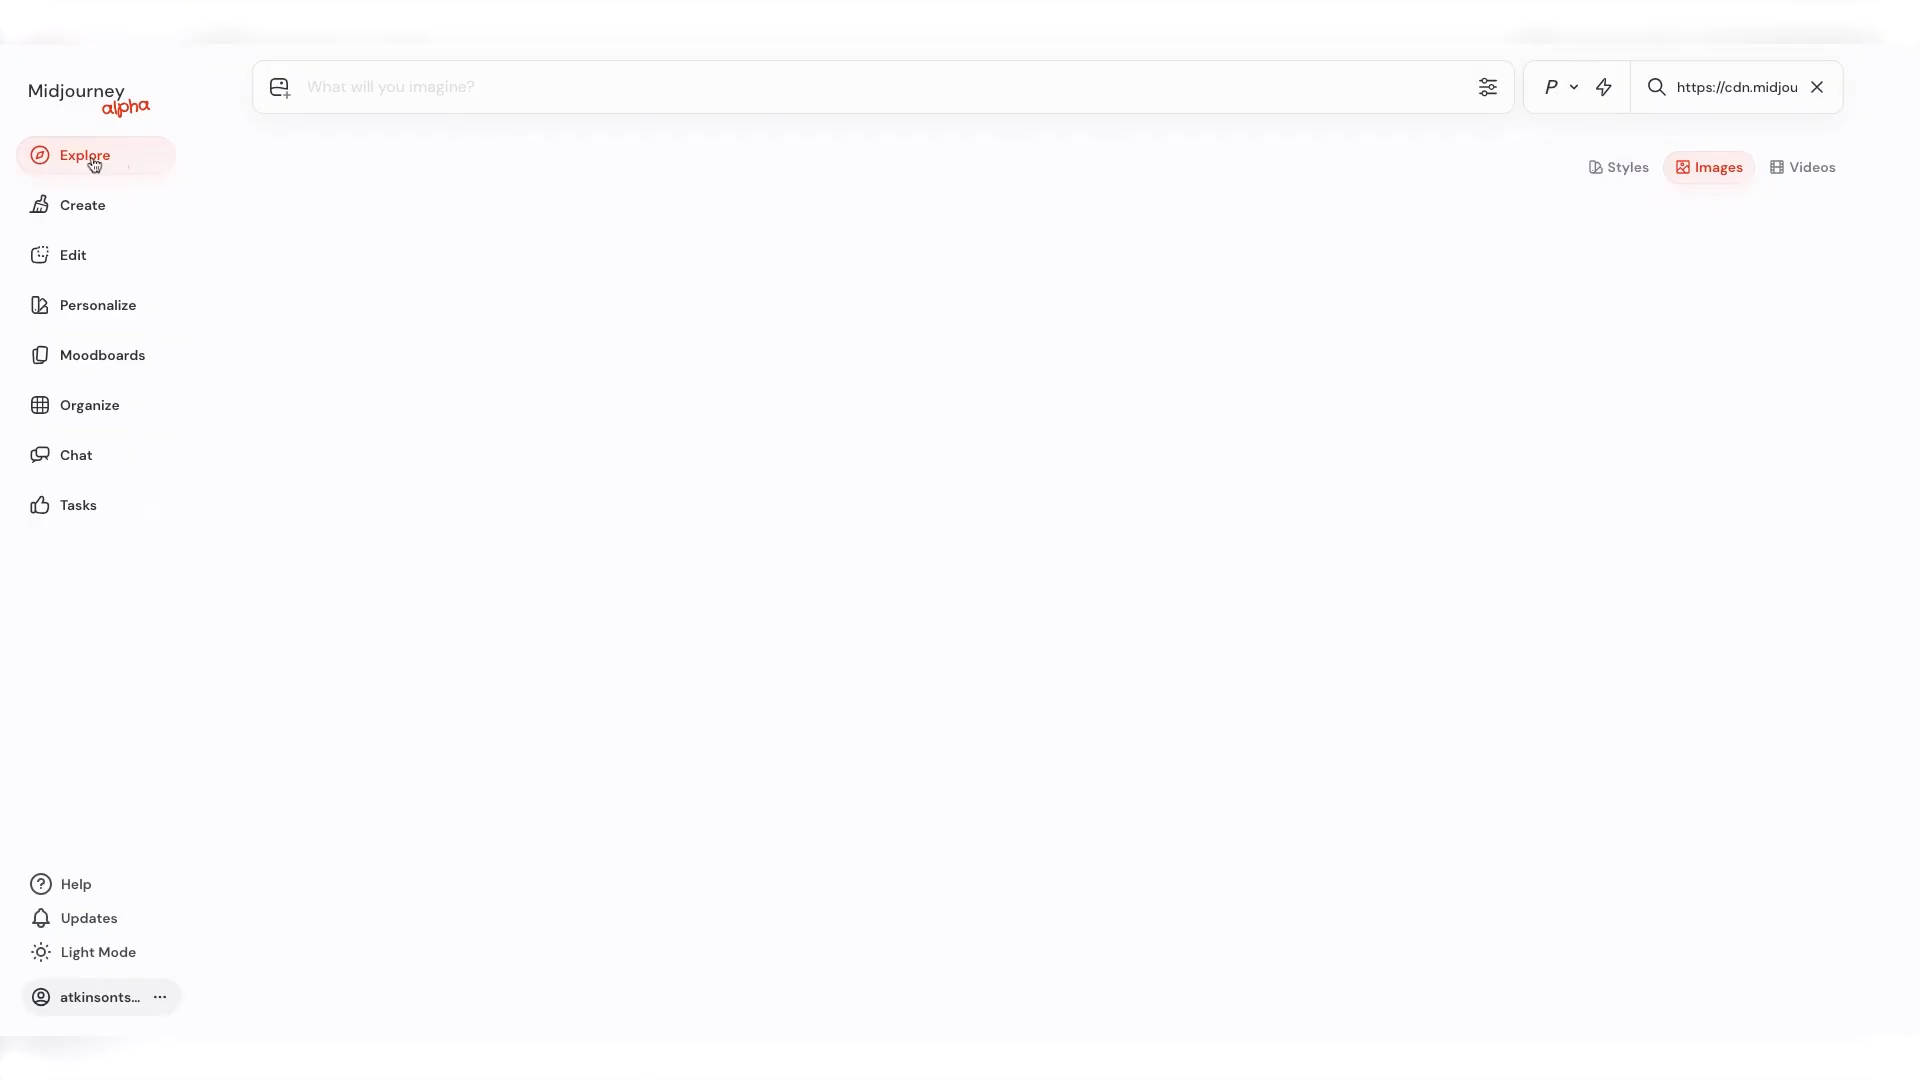 Midjourney
alpha
What will you imagine?
P
https://cdn.midjou
Explore
Styles
Images
Videos
Create
Edit
Personalize
Moodboards
Organize
Chat
Tasks
Help
Updates
Light Mode
atkinsonts...